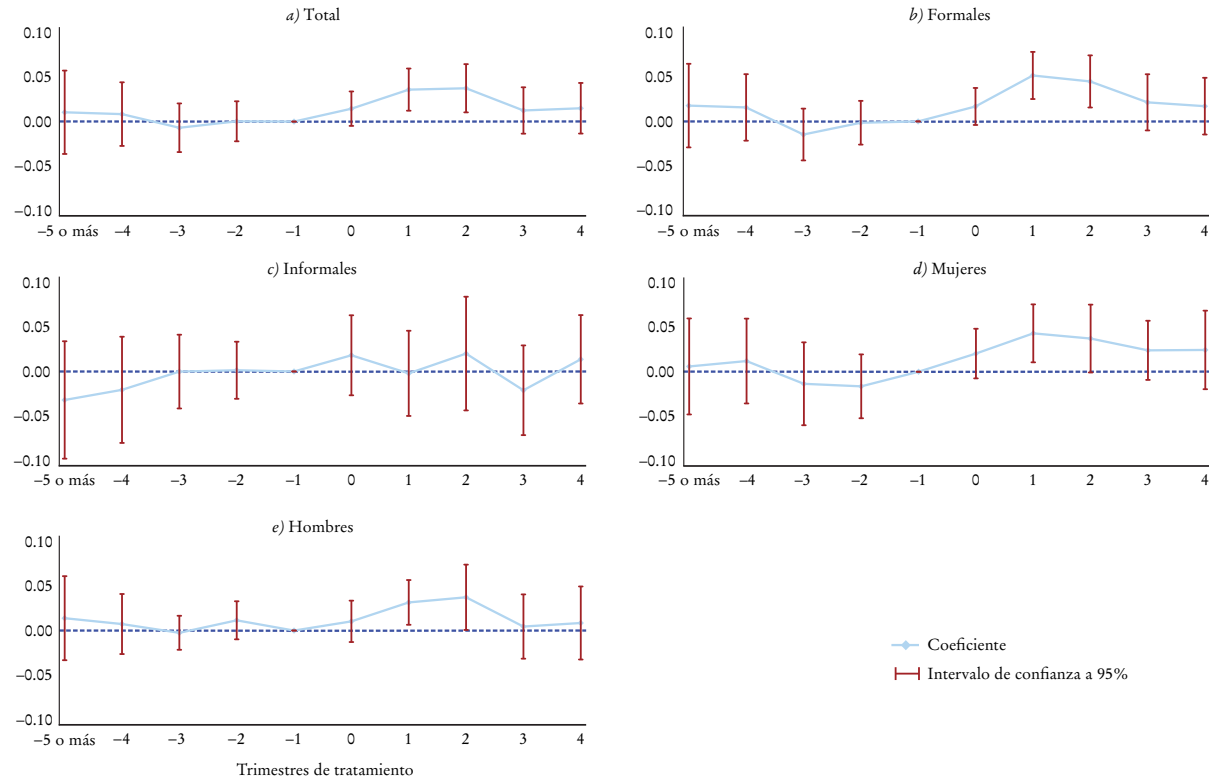 a) Total
0.10
0.05
0.00
−0.05
−0.10
−5 o más −4 −3 −2 −1 0 1 2 3 4
b) Formales
0.10
0.05
0.00
−0.05
−0.10
−5 o más −4 −3 −2 −1 0 1 2 3 4
c) Informales
0.10
0.05
0.00
−0.05
−0.10
−5 o más −4 −3 −2 −1 0 1 2 3 4
d) Mujeres
0.10
0.05
0.00
−0.05
−0.10
−5 o más −4 −3 −2 −1 0 1 2 3 4
e) Hombres
0.10
0.05
0.00
−0.05
−0.10
−5 o más −4 −3 −2 −1 0 1 2 3 4
Trimestres de tratamiento
Coeficiente
Intervalo de confianza a 95%